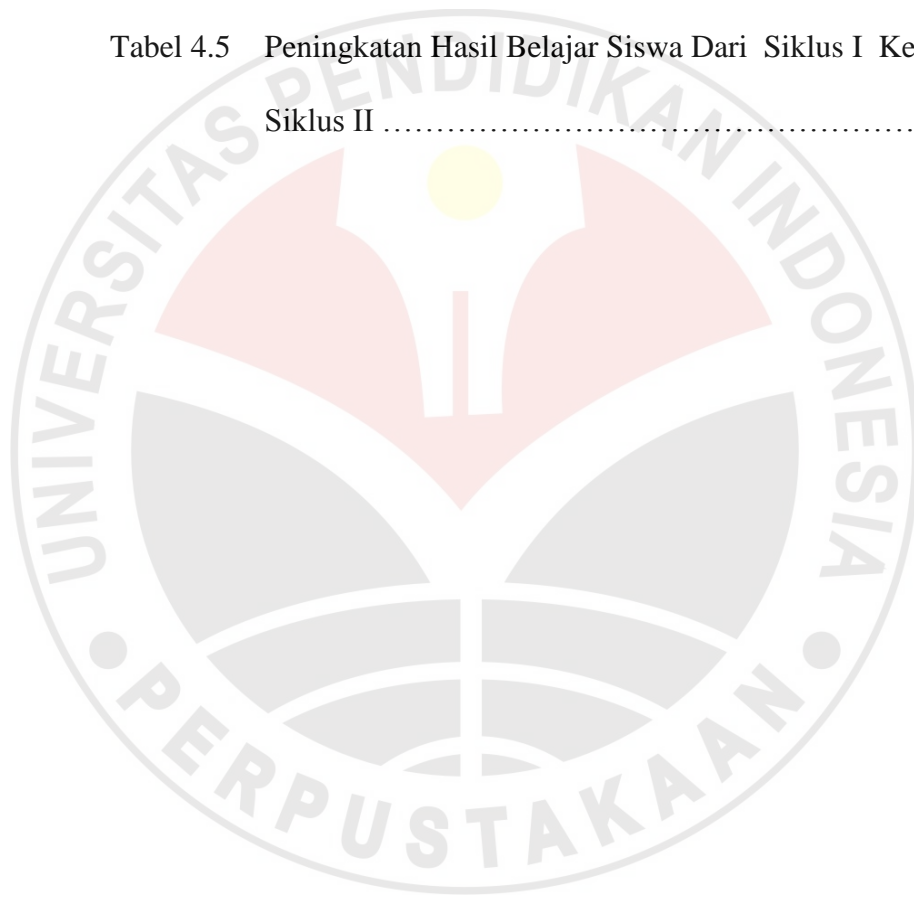 Tabel 4.5 Peningkatan Hasil Belajar Siswa Dari Siklus I Ke
Siklus II ……………………………………………
UNIVERSITAS PENDIDIKAN INDONESIA
PERPUSTAKAAN